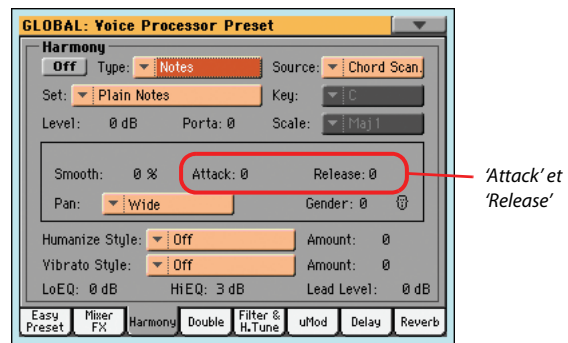 GLOBAL: Voice Processor Preset
Harmony
Off Type: Notes Source: Chord Scan.
Set: Plain Notes Key: C
Level: 0 dB Porta: 0 Scale: Maj1
Smooth: 0 % Attack: 0 Release: 0
'Attack' et
'Release'
Pan: Wide Gender: 0
Humanize Style: Off Amount: 0
Vibrato Style: Off Amount: 0
LoEQ: 0 dB HiEQ: 3 dB Lead Level: 0 dB
Easy Preset Mixer FX Harmony Double Filter & H.Tune uMod Delay Reverb